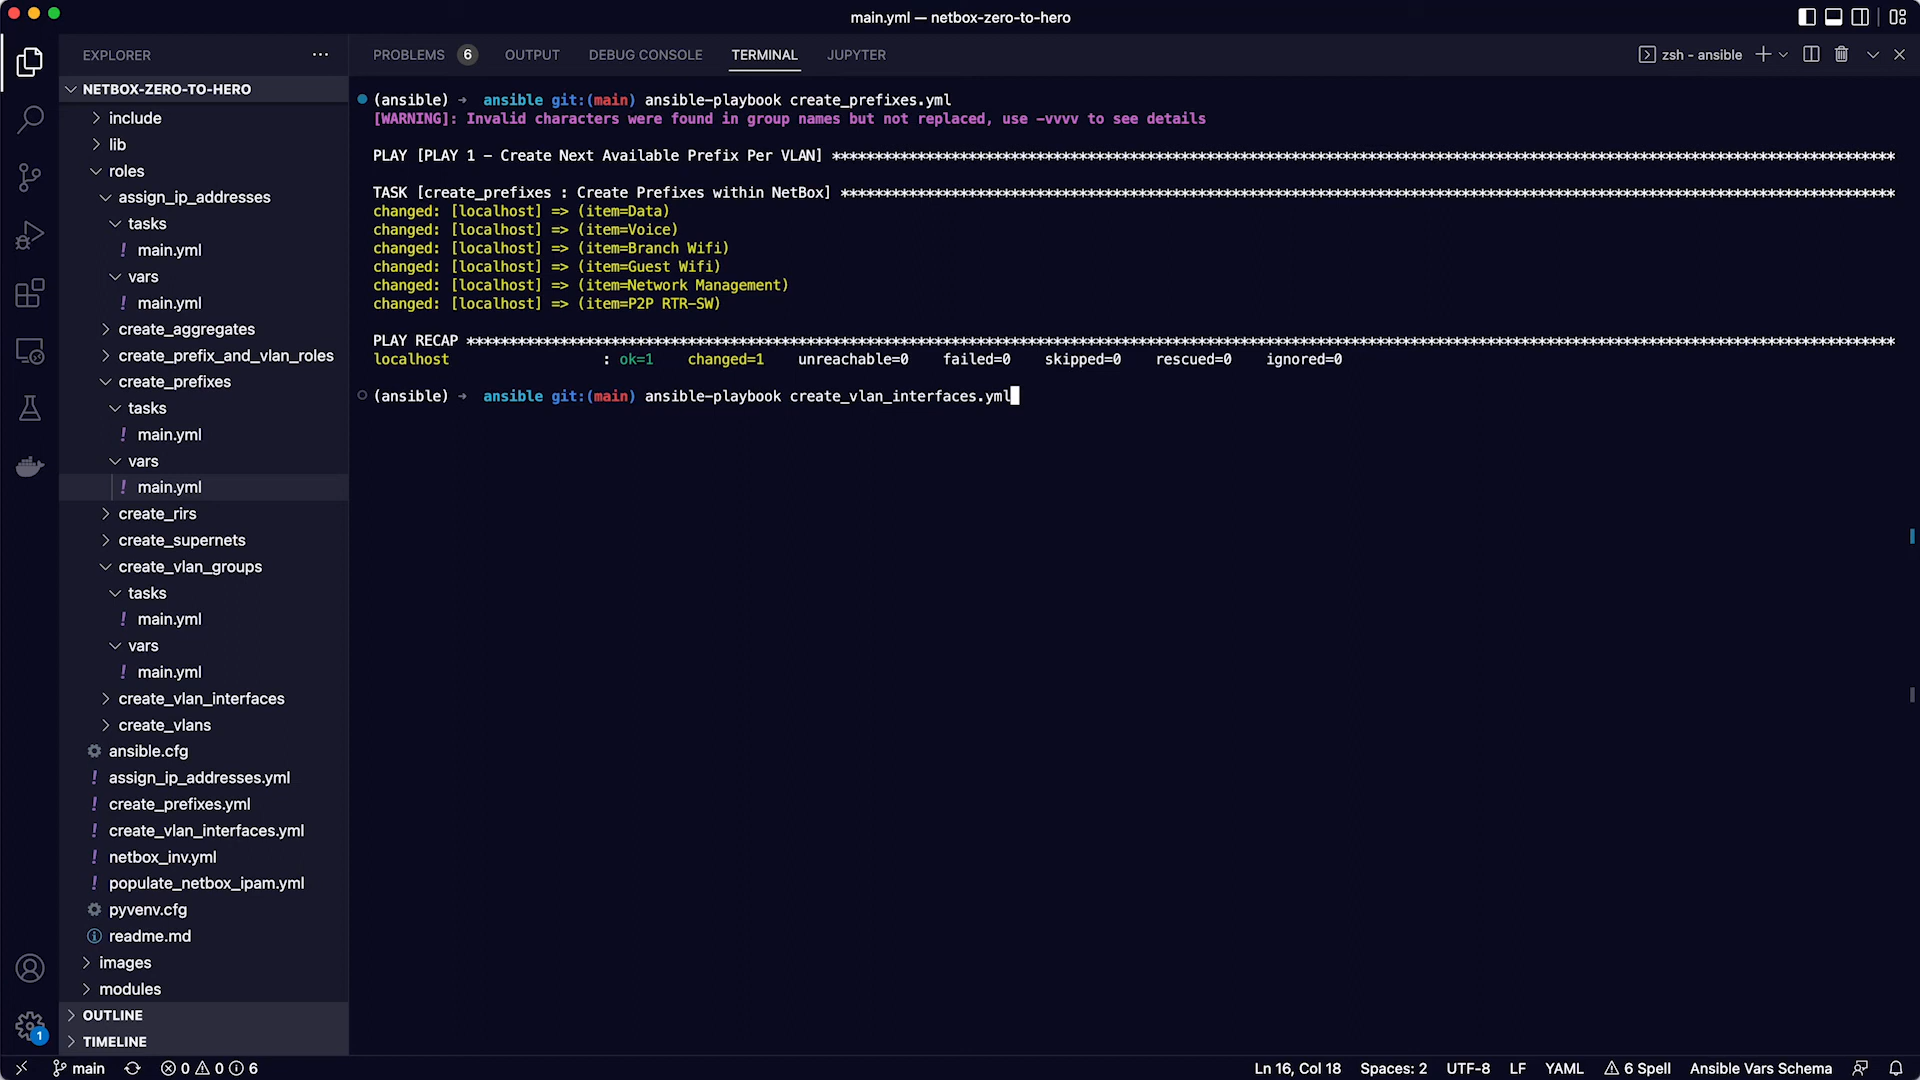 main.yml — netbox-zero-to-hero
EXPLORER
NETBOX-ZERO-TO-HERO
include
lib
roles
assign_ip_addresses
tasks
! main.yml
vars
! main.yml
create_aggregates
create_prefix_and_vlan_roles
create_prefixes
tasks
! main.yml
vars
! main.yml
create_rirs
create_supernets
create_vlan_groups
tasks
! main.yml
vars
! main.yml
create_vlan_interfaces
create_vlans
ansible.cfg
! assign_ip_addresses.yml
! create_prefixes.yml
! create_vlan_interfaces.yml
! netbox_inv.yml
! populate_netbox_ipam.yml
pyvenv.cfg
readme.md
images
modules
OUTLINE
TIMELINE
1
PROBLEMS 6 OUTPUT DEBUG CONSOLE TERMINAL JUPYTER zsh - ansible
(ansible) → ansible git:(main) ansible-playbook create_prefixes.yml
[WARNING]: Invalid characters were found in group names but not replaced, use -vvvv to see details
PLAY [PLAY 1 - Create Next Available Prefix Per VLAN] *****************************************************************************************************************************
TASK [create_prefixes : Create Prefixes within NetBox] ****************************************************************************************************************************
changed: [localhost] => (item=Data)
changed: [localhost] => (item=Voice)
changed: [localhost] => (item=Branch Wifi)
changed: [localhost] => (item=Guest Wifi)
changed: [localhost] => (item=Network Management)
changed: [localhost] => (item=P2P RTR-SW)
PLAY RECAP ************************************************************************************************************************************************************************
localhost : ok=1 changed=1 unreachable=0 failed=0 skipped=0 rescued=0 ignored=0
(ansible) → ansible git:(main) ansible-playbook create_vlan_interfaces.yml
main 0 0 6 Ln 16, Col 18 Spaces: 2 UTF-8 LF YAML 6 Spell Ansible Vars Schema